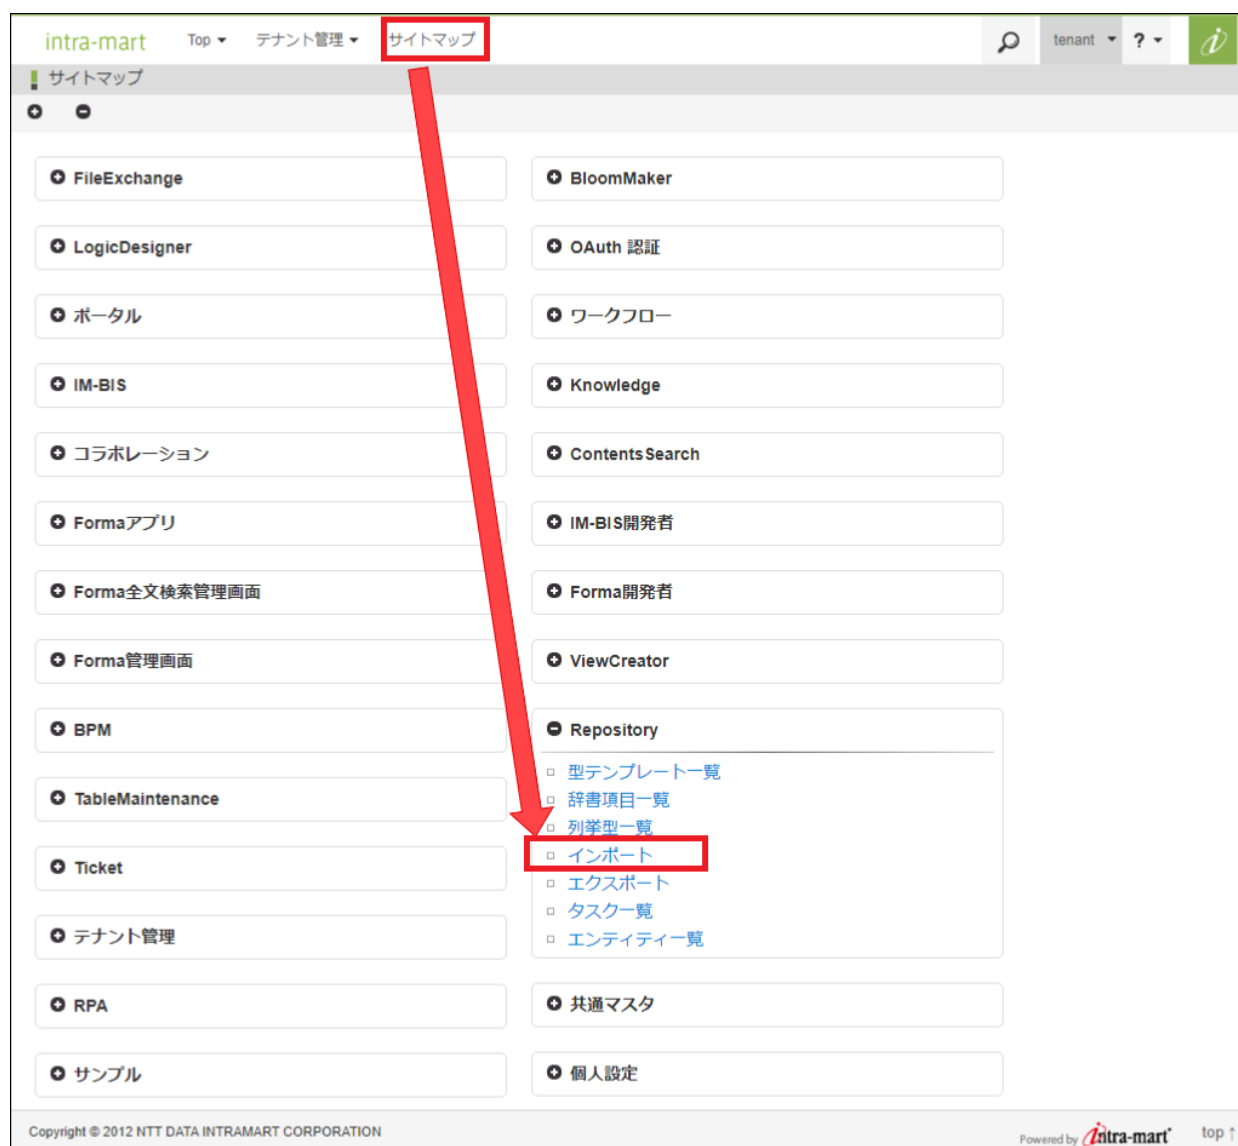 intra-mart Top テナント管理 サイトマップ tenant ?
サイトマップ
FileExchange
BloomMaker
LogicDesigner
OAuth 認証
ポータル
ワークフロー
IM-BIS
Knowledge
コラボレーション
ContentsSearch
Formaアプリ
IM-BIS開発者
Forma全文検索管理画面
Forma開発者
Forma管理画面
ViewCreator
BPM
Repository
型テンプレート一覧
辞書項目一覧
列挙型一覧
インポート
エクスポート
タスク一覧
エンティティ一覧
TableMaintenance
Ticket
テナント管理
RPA
共通マスタ
サンプル
個人設定
Copyright © 2012 NTT DATA INTRAMART CORPORATION
Powered by intra-mart top ↑